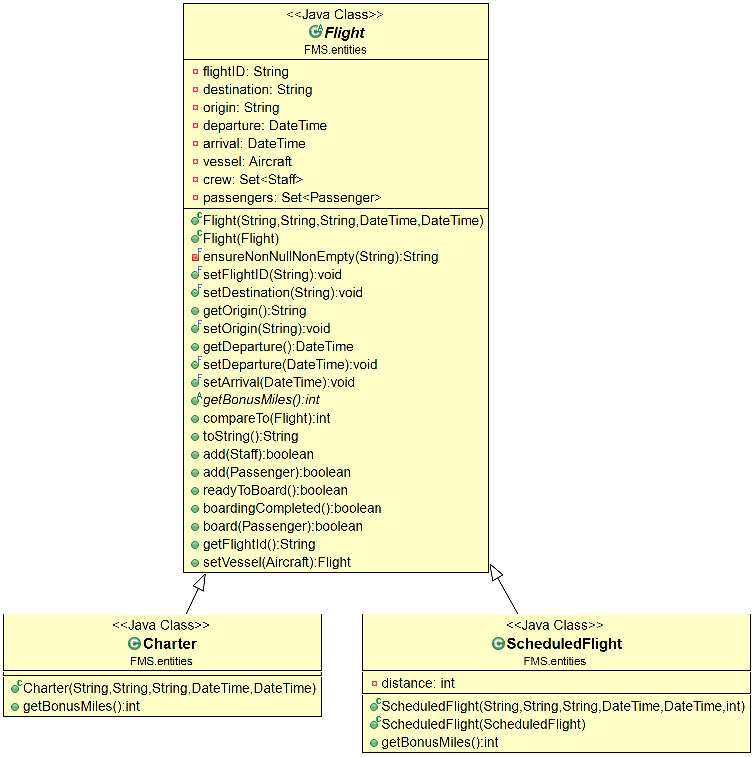 <<Java Class>>
Flight
FMS.entities
flightID: String
destination: String
origin: String
departure: DateTime
arrival: DateTime
vessel: Aircraft
crew: Set<Staff>
passengers: Set<Passenger>
Flight(String,String,String,DateTime,DateTime)
Flight(Flight)
ensureNonNullNonEmpty(String):String
setFlightID(String):void
setDestination(String):void
getOrigin():String
setOrigin(String):void
getDeparture():DateTime
setDeparture(DateTime):void
setArrival(DateTime):void
getBonusMiles():int
compareTo(Flight):int
toString():String
add(Staff):boolean
add(Passenger):boolean
readyToBoard():boolean
boardingCompleted():boolean
board(Passenger):boolean
getFlightId():String
setVessel(Aircraft):Flight
<<Java Class>>
Charter
FMS.entities
Charter(String,String,String,DateTime,DateTime)
getBonusMiles():int
<<Java Class>>
ScheduledFlight
FMS.entities
distance: int
ScheduledFlight(String,String,String,DateTime,DateTime,int)
ScheduledFlight(ScheduledFlight)
getBonusMiles():int